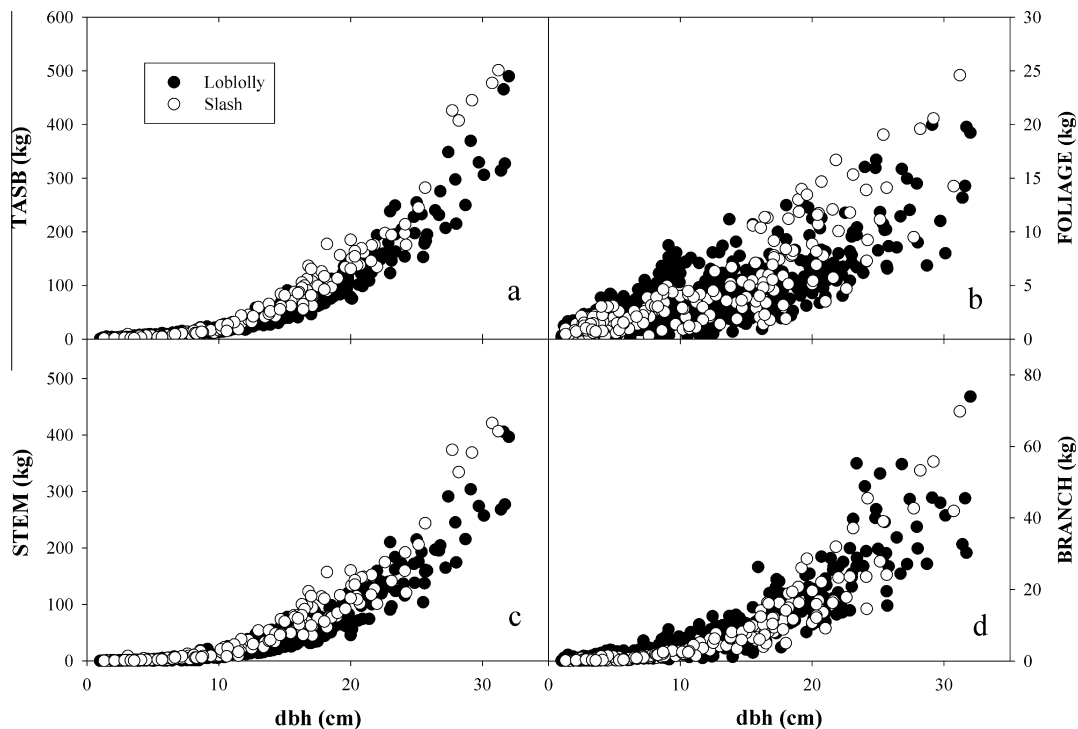 600
500
400
300
200
100
0
TASB (kg)
Loblolly
Slash
a
30
25
20
15
10
5
0
FOLIAGE (kg)
b
500
400
300
200
100
0
STEM (kg)
c
80
60
40
20
0
BRANCH (kg)
d
0 10 20 30
dbh (cm)
10 20 30
dbh (cm)